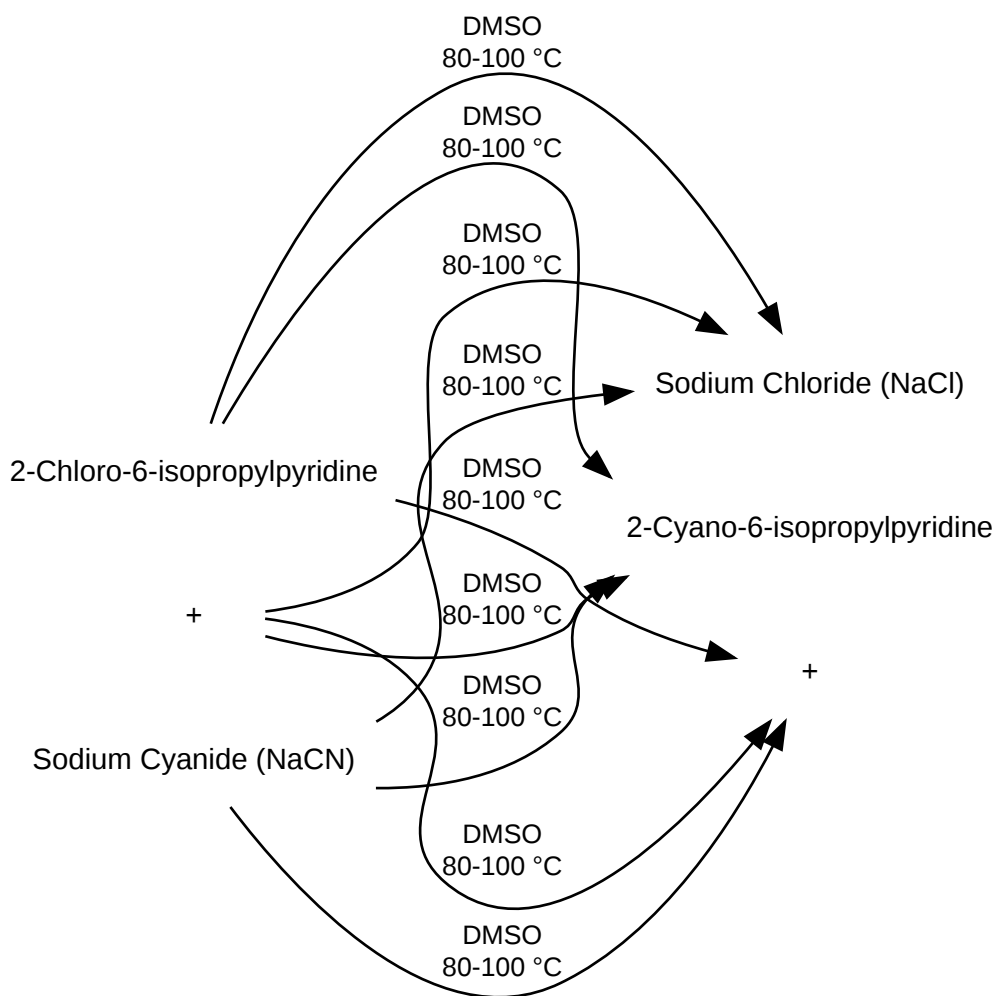 DMSO
80-100 °C
DMSO
80-100 °C
DMSO
80-100 °C
DMSO
80-100 °C
Sodium Chloride (NaCl)
2-Chloro-6-isopropylpyridine
DMSO
80-100 °C
2-Cyano-6-isopropylpyridine
DMSO
80-100 °C
+
+
DMSO
80-100 °C
Sodium Cyanide (NaCN)
DMSO
80-100 °C
DMSO
80-100 °C